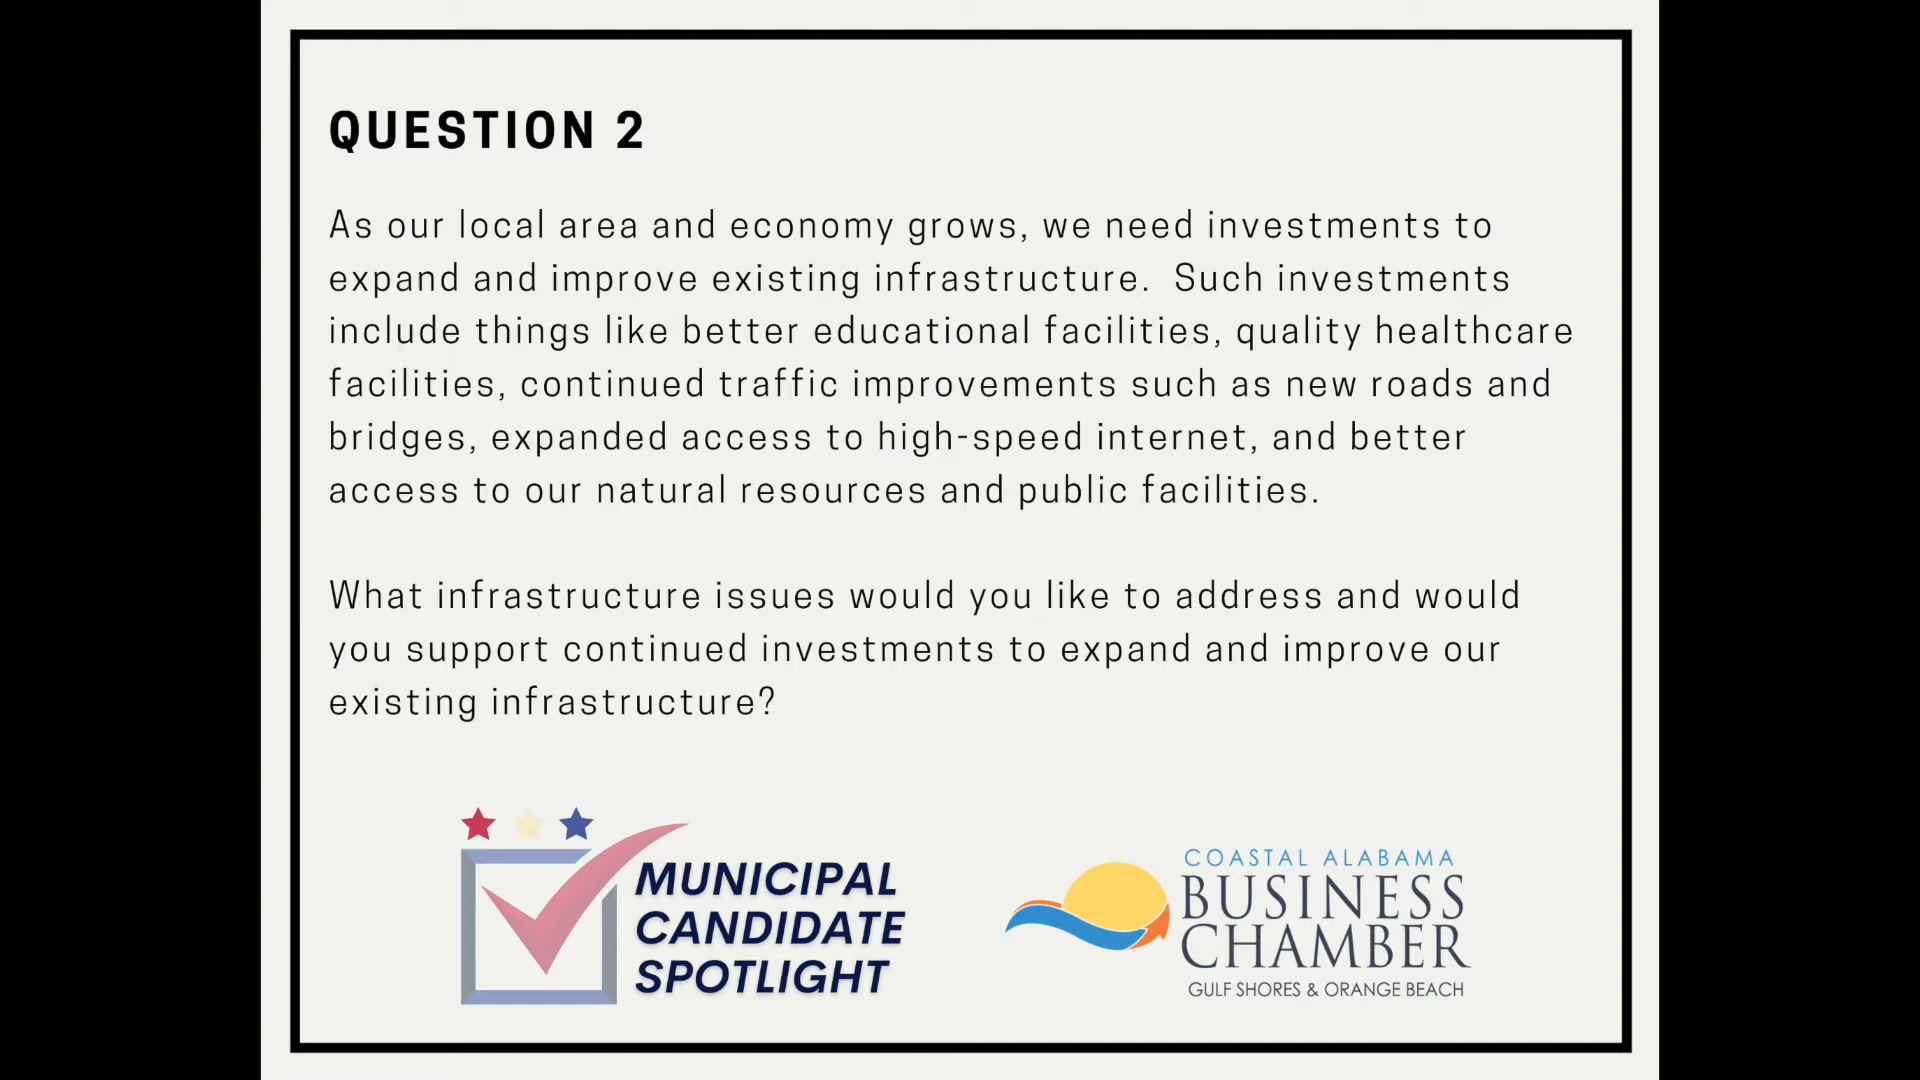 QUESTION 2
As our local area and economy grows, we need investments to
expand and improve existing infrastructure.  Such investments
include things like better educational facilities, quality healthcare
facilities, continued traffic improvements such as new roads and
bridges, expanded access to high-speed internet, and better
access to our natural resources and public facilities.
What infrastructure issues would you like to address and would
you support continued investments to expand and improve our
existing infrastructure?
MUNICIPAL
CANDIDATE
SPOTLIGHT
COASTAL ALABAMA
BUSINESS
CHAMBER
GULF SHORES & ORANGE BEACH